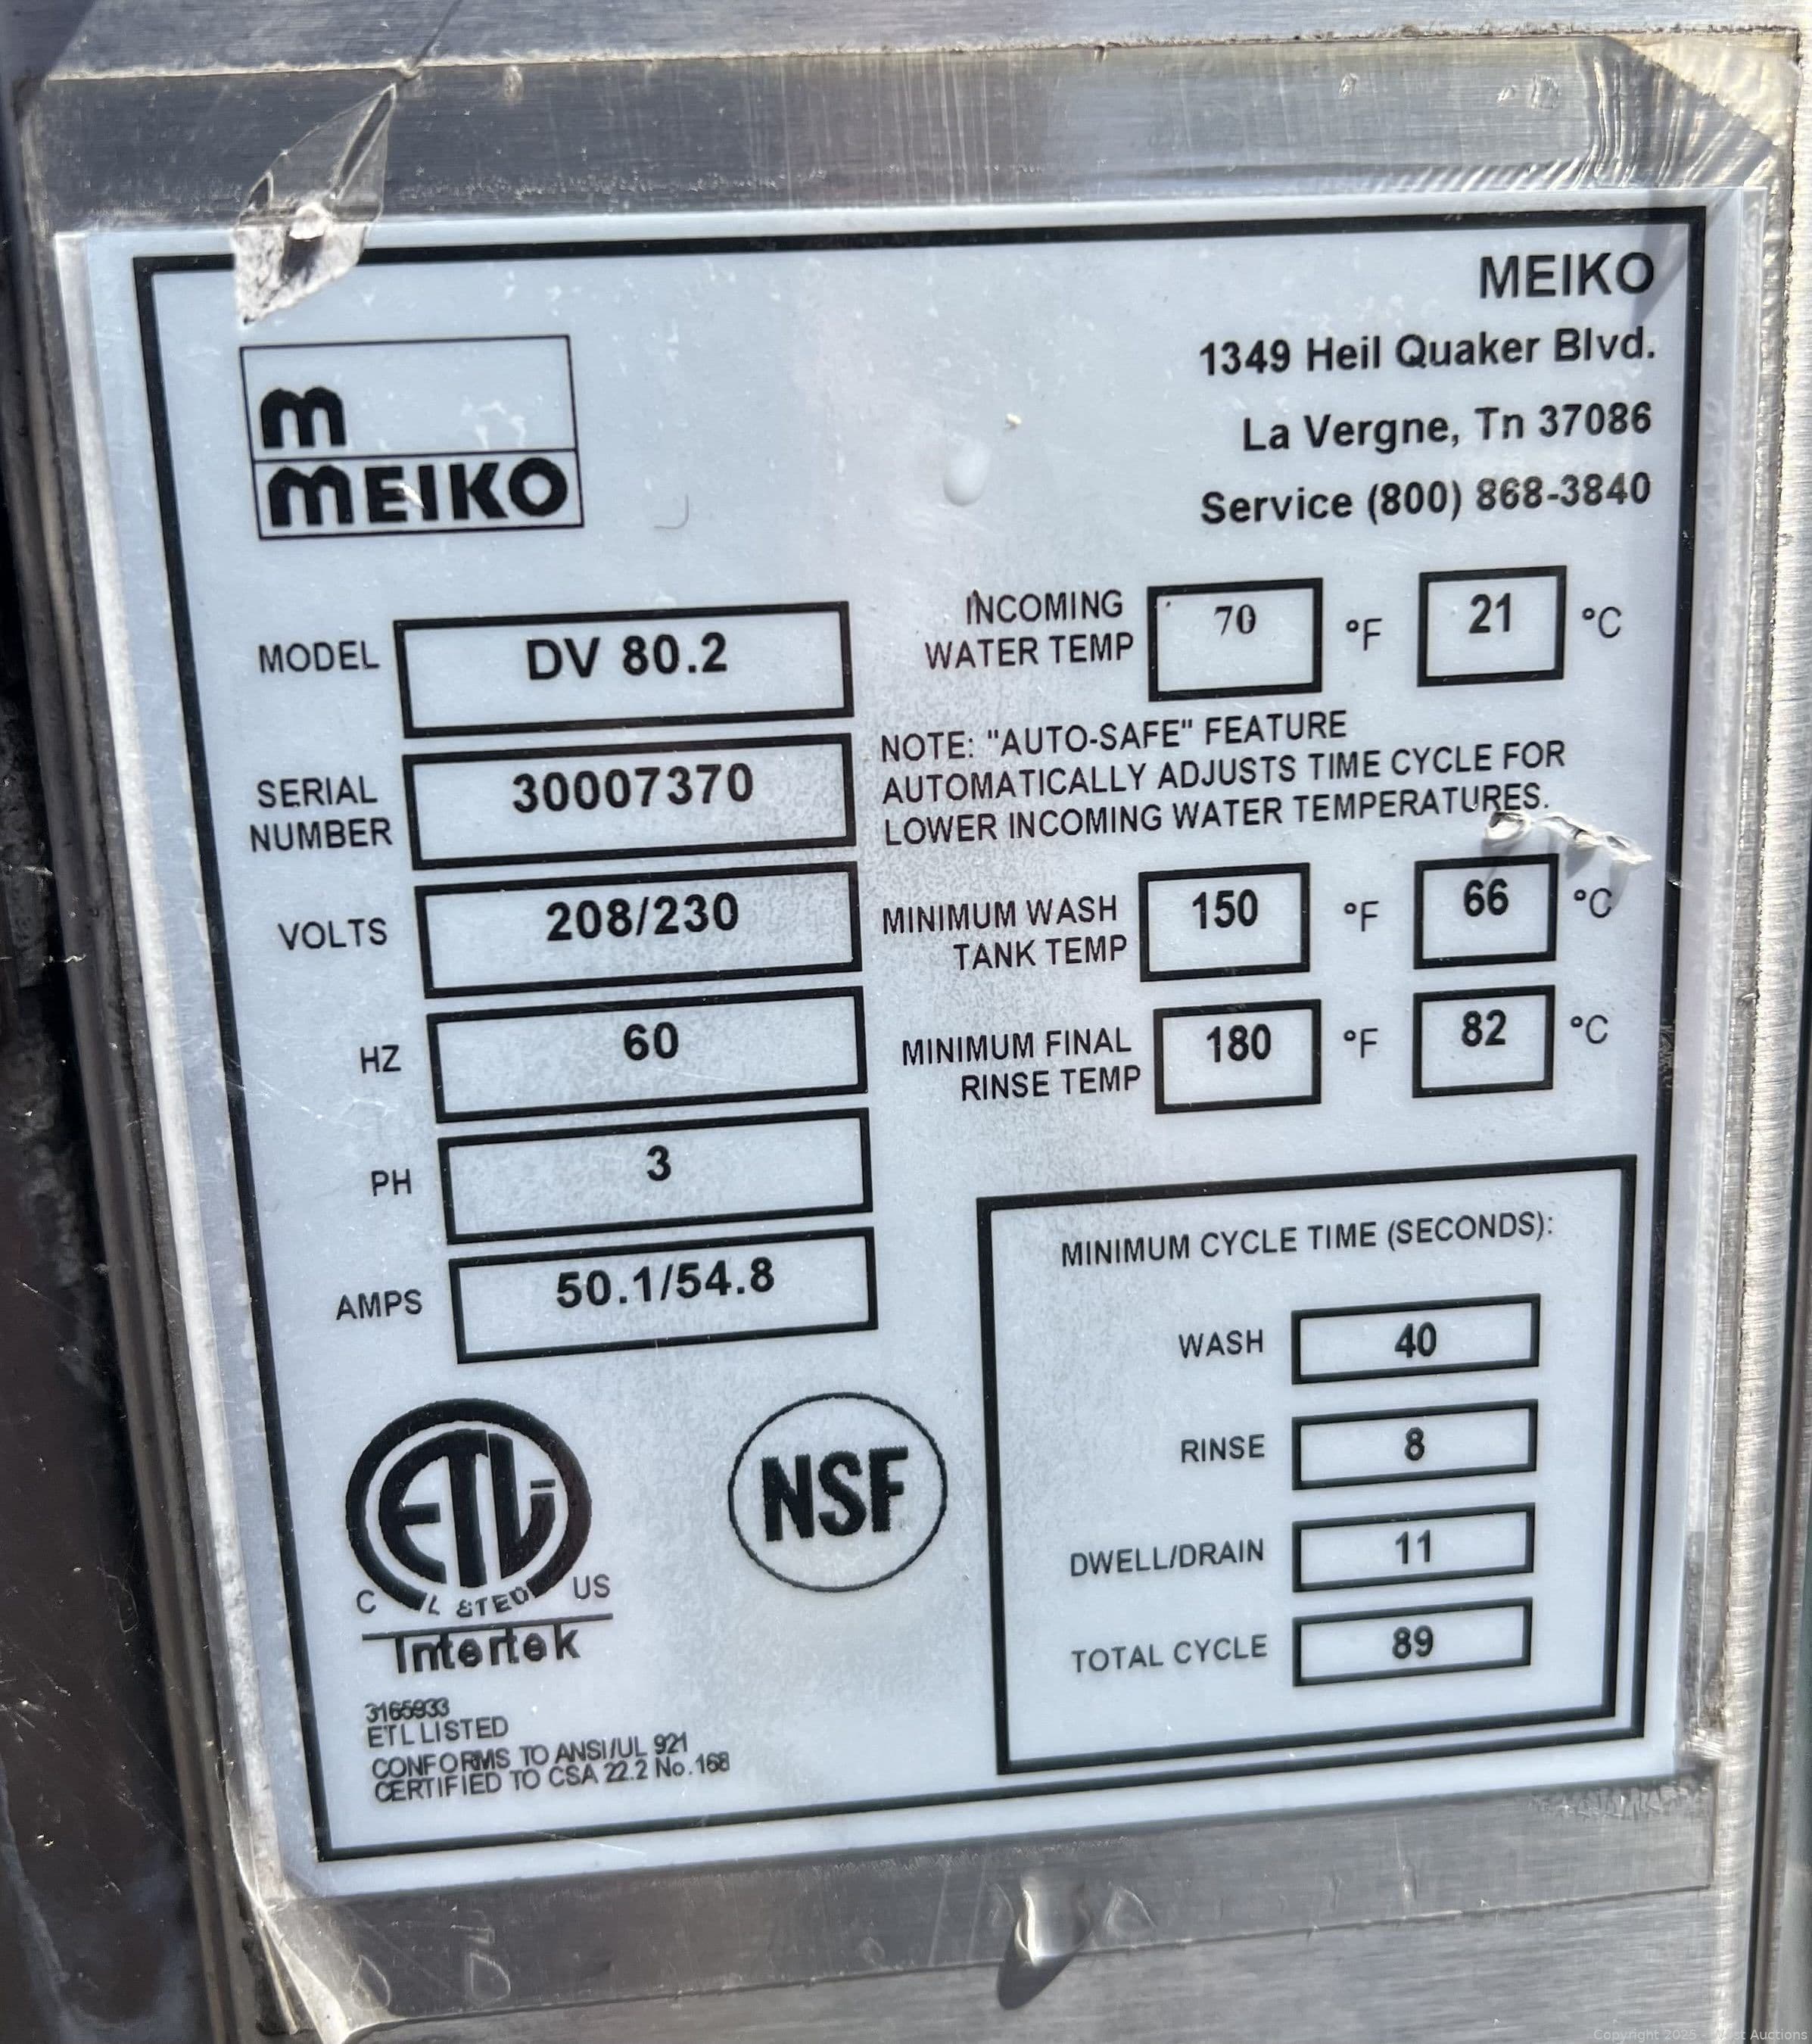 MEIKO
1349 Heil Quaker Blvd.
La Vergne, Tn 37086
Service (800) 868-3840
m
MEIKO
MODEL DV 80.2
SERIAL
NUMBER 30007370
VOLTS 208/230
HZ 60
PH 3
AMPS 50.1/54.8
INCOMING
WATER TEMP 70 °F 21 °C
NOTE: "AUTO-SAFE" FEATURE
AUTOMATICALLY ADJUSTS TIME CYCLE FOR
LOWER INCOMING WATER TEMPERATURES.
MINIMUM WASH
TANK TEMP 150 °F 66 °C
MINIMUM FINAL
RINSE TEMP 180 °F 82 °C
MINIMUM CYCLE TIME (SECONDS):
WASH 40
RINSE 8
DWELL/DRAIN 11
TOTAL CYCLE 89
ETL
C LISTED US
Intertek
NSF
3165933
ETL LISTED
CONFORMS TO ANSI/UL 921
CERTIFIED TO CSA 22.2 No.168
Copyright 2025 - Auctions